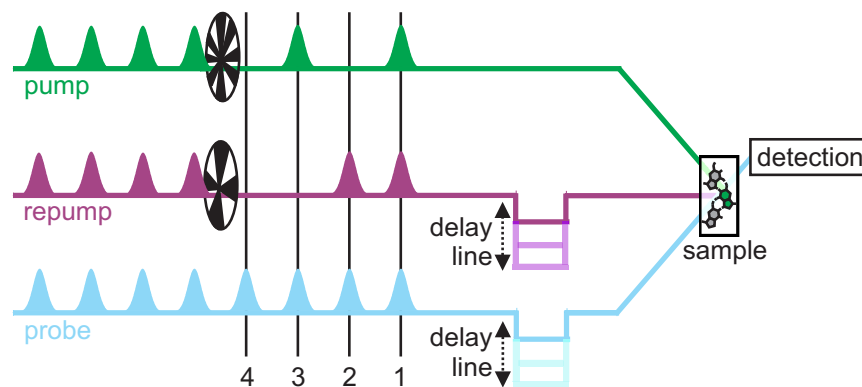 pump
detection
repump
delay
line
sample
probe
delay
line
4 3 2 1